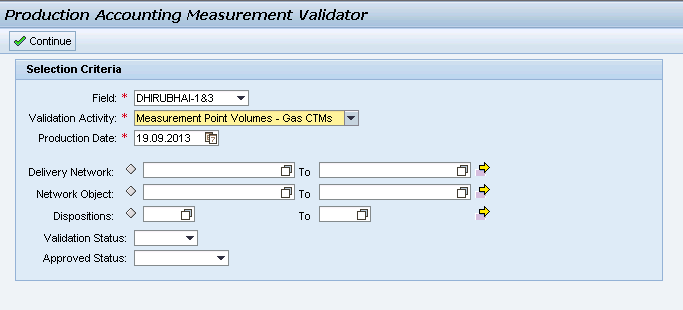 Production Accounting Measurement Validator
Continue
Selection Criteria
Field: * DHIRUBHAI-1&3
Validation Activity: * Measurement Point Volumes - Gas CTMs
Production Date: * 19.09.2013
Delivery Network: To
Network Object: To
Dispositions: To
Validation Status:
Approved Status: